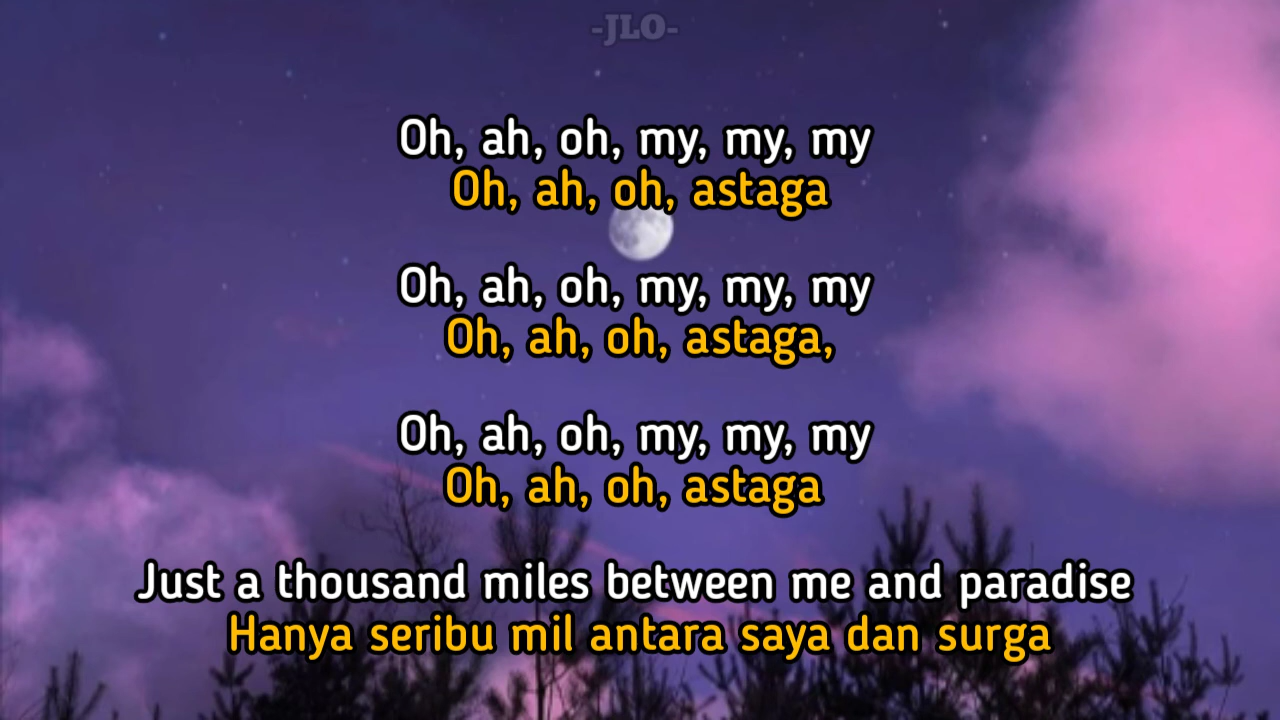 -JLO-
Oh, ah, oh, my, my, my
Oh, ah, oh, astaga
Oh, ah, oh, my, my, my
Oh, ah, oh, astaga,
Oh, ah, oh, my, my, my
Oh, ah, oh, astaga
Just a thousand miles between me and paradise
Hanya seribu mil antara saya dan surga